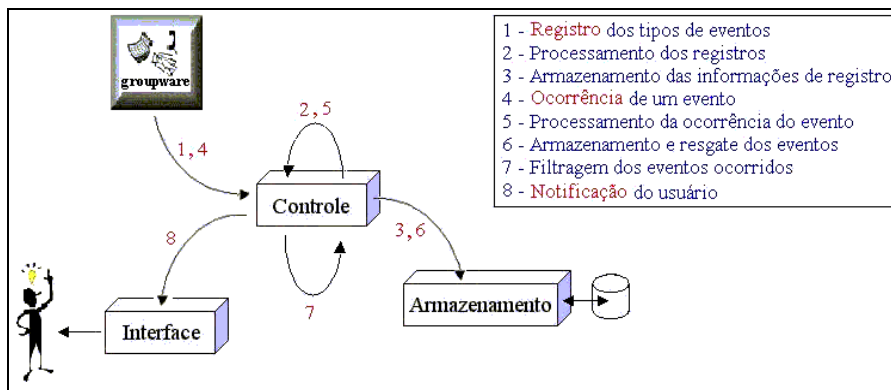 groupware
1 - Registro dos tipos de eventos
2 - Processamento dos registros
3 - Armazenamento das informações de registro
4 - Ocorrência de um evento
5 - Processamento da ocorrência do evento
6 - Armazenamento e resgate dos eventos
7 - Filtragem dos eventos ocorridos
8 - Notificação do usuário
2,5
1,4
Controle
8
3,6
7
Interface
Armazenamento